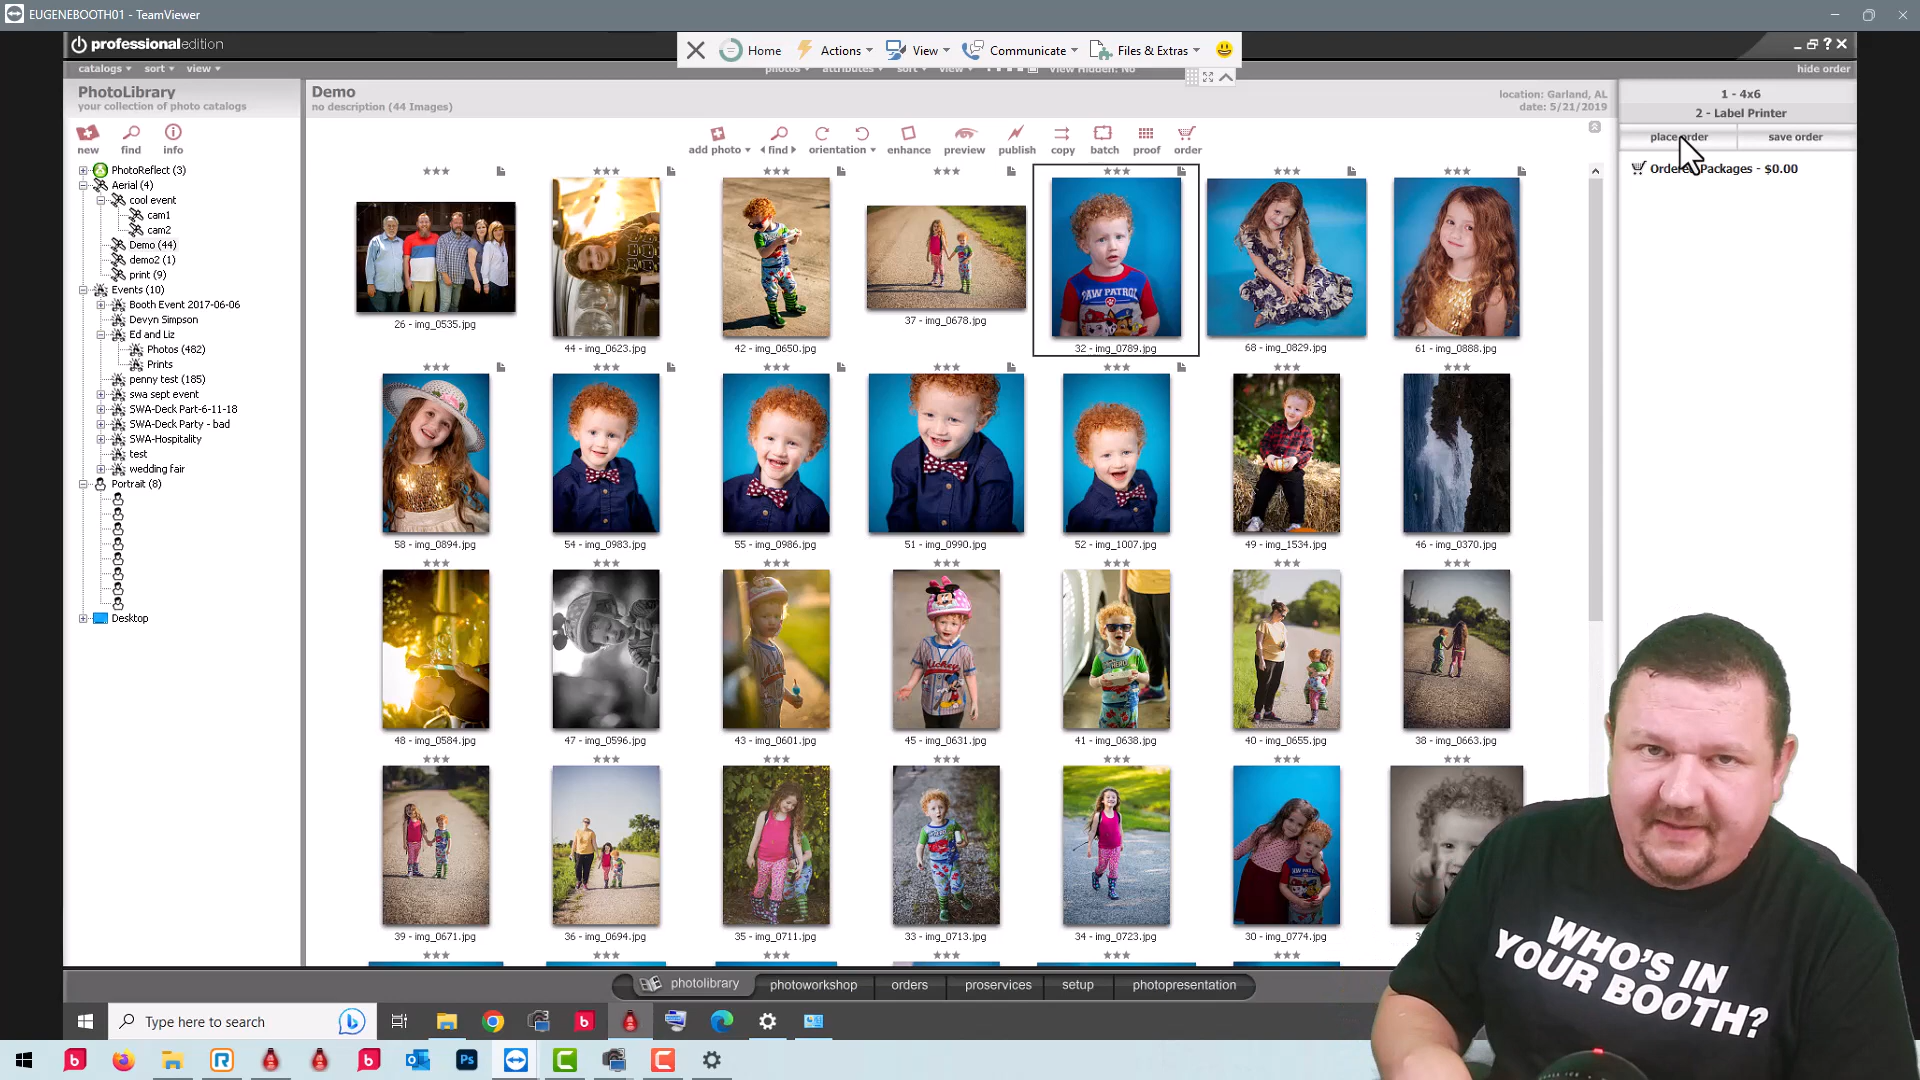 EUGENEBOOTH01 - TeamViewer
professionaledition
Home Actions View Communicate Files & Extras
catalogs sort view
photos attributes sort view View Hidden: No
hide order
PhotoLibrary
your collection of photo catalogs
new find info
PhotoReflect (3)
Aerial (4)
cool event
cam1
cam2
Demo (44)
demo2 (1)
print (9)
Events (10)
Booth Event 2017-06-06
Devyn Simpson
Ed and Liz
Photos (482)
Prints
penny test (185)
swa sept event
SWA-Deck Part-6-11-18
SWA-Deck Party - bad
SWA-Hospitality
test
wedding fair
Portrait (8)
Desktop
Demo
no description (44 Images)
location: Garland, AL
date: 5/21/2019
add photo find orientation enhance preview publish copy batch proof order
26 - img_0535.jpg
44 - img_0623.jpg
42 - img_0650.jpg
37 - img_0678.jpg
PAW PATROL
32 - img_0789.jpg
68 - img_0829.jpg
61 - img_0888.jpg
58 - img_0894.jpg
54 - img_0983.jpg
55 - img_0986.jpg
51 - img_0990.jpg
52 - img_1007.jpg
49 - img_1534.jpg
46 - img_0370.jpg
48 - img_0584.jpg
47 - img_0596.jpg
43 - img_0601.jpg
45 - img_0631.jpg
41 - img_0638.jpg
40 - img_0655.jpg
38 - img_0663.jpg
39 - img_0671.jpg
36 - img_0694.jpg
35 - img_0711.jpg
33 - img_0713.jpg
34 - img_0723.jpg
30 - img_0774.jpg
1 - 4x6
2 - Label Printer
place order save order
Packages - $0.00
WHO'S IN
YOUR BOOTH?
photolibrary photoworkshop orders proservices setup photopresentation
Type here to search
Ps